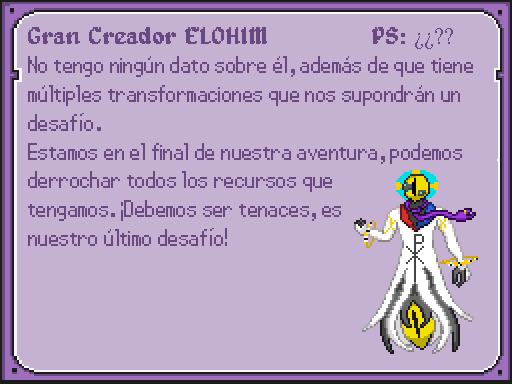 Gran Creador ELOHIM PS: ¿¿??
No tengo ningún dato sobre él, además de que tiene
múltiples transformaciones que nos supondrán un
desafío.
Estamos en el final de nuestra aventura, podemos
derrochar todos los recursos que
tengamos. ¡Debemos ser tenaces, es
nuestro último desafío!